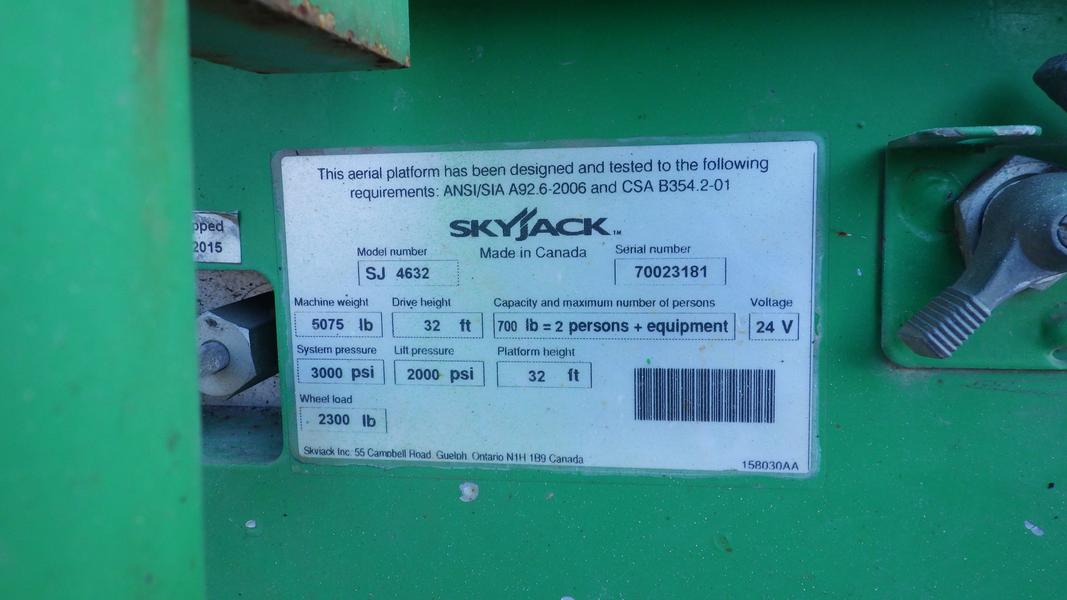 This aerial platform has been designed and tested to the following
requirements: ANSI/SIA A92.6-2006 and CSA B354.2-01
SKYJACK™
Made in Canada
Model number
SJ 4632
Serial number
70023181
Machine weight
5075 lb
Drive height
32 ft
Capacity and maximum number of persons
700 lb = 2 persons + equipment
Voltage
24 V
System pressure
3000 psi
Lift pressure
2000 psi
Platform height
32 ft
Wheel load
2300 lb
Skyjack Inc. 55 Campbell Road, Guelph, Ontario N1H 1B9 Canada
158030AA
2015